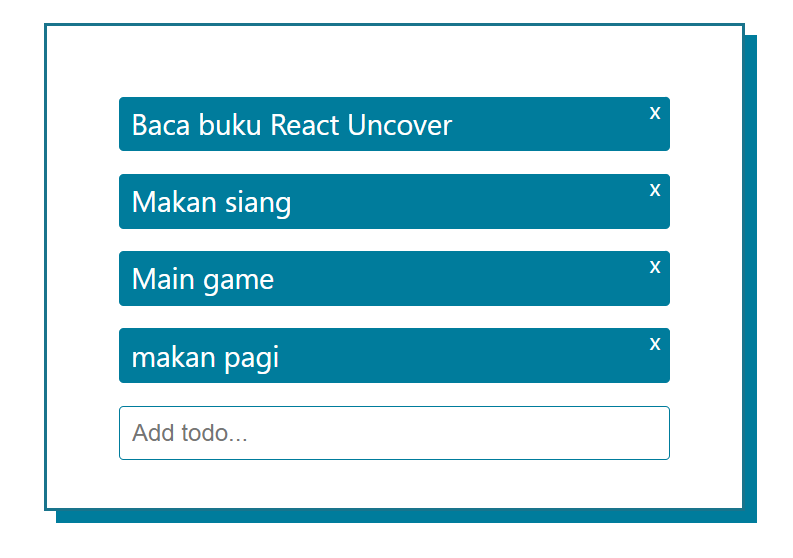 Baca buku React Uncover x
Makan siang x
Main game x
makan pagi x
Add todo...